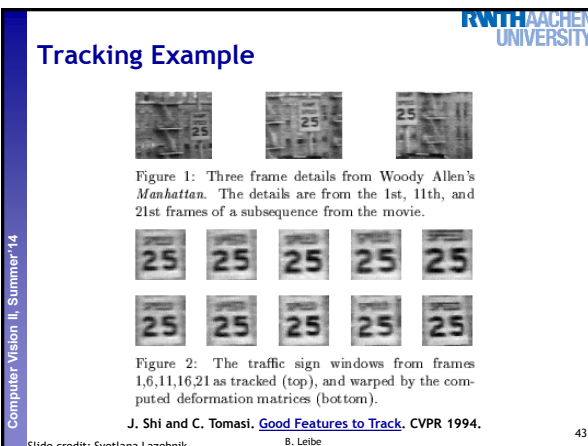 RWTHAACHEN
UNIVERSITY
Tracking Example
25
25
25
Figure 1: Three frame details from Woody Allen's
Manhattan. The details are from the 1st, 11th, and
21st frames of a subsequence from the movie.
SPEED
25
SPEED
25
SPEED
25
25
25
25
25
25
25
25
Figure 2: The traffic sign windows from frames
1,6,11,16,21 as tracked (top), and warped by the com-
puted deformation matrices (bottom).
J. Shi and C. Tomasi. Good Features to Track. CVPR 1994.
43
B. Leibe
Slide credit: Svetlana Lazebnik
Computer Vision II, Summer'14